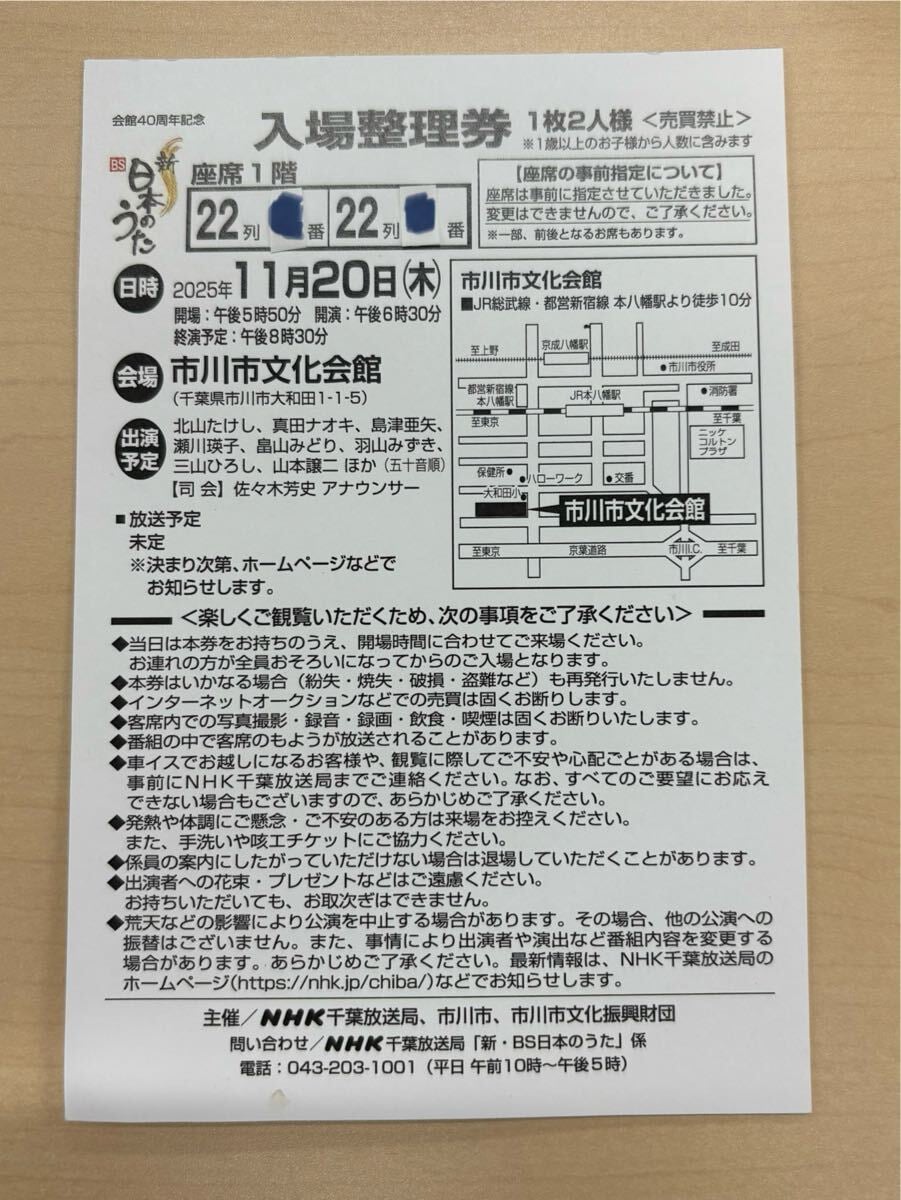 会館40周年記念
入場整理券 1枚2人様 <売買禁止>
※1歳以上のお子様から人数に含みます
BS
新
日本のうた
座席1階
22列 番 22列 番
【座席の事前指定について】
座席は事前に指定させていただきました。
変更はできませんので、ご了承ください。
※一部、前後となるお席もあります。
日時 2025年11月20日(木)
開場:午後5時50分 開演:午後6時30分
終演予定:午後8時30分
会場 市川市文化会館
(千葉県市川市大和田1-1-5)
出演予定
北山たけし、真田ナオキ、島津亜矢、
瀬川瑛子、畠山みどり、羽山みずき、
三山ひろし、山本譲二 ほか(五十音順)
【司 会】佐々木芳史 アナウンサー
■放送予定
未定
※決まり次第、ホームページなどで
お知らせします。
市川市文化会館
■JR総武線・都営新宿線 本八幡駅より徒歩10分
至上野
京成八幡駅
至成田
●市川市役所
都営新宿線
本八幡駅
JR本八幡駅
●消防署
至東京
至千葉
ニッケ
コルトン
プラザ
保健所●
●ハローワーク
●交番
大和田小●
市川市文化会館
至東京
京葉道路
市川I.C.
至千葉
<楽しくご観覧いただくため、次の事項をご了承ください>
◆当日は本券をお持ちのうえ、開場時間に合わせてご来場ください。
お連れの方が全員おそろいになってからのご入場となります。
◆本券はいかなる場合(紛失・焼失・破損・盗難など)も再発行いたしません。
◆インターネットオークションなどでの売買は固くお断りします。
◆客席内での写真撮影・録音・録画・飲食・喫煙は固くお断りいたします。
◆番組の中で客席のもようが放送されることがあります。
◆車イスでお越しになるお客様や、観覧に際してご不安や心配ごとがある場合は、
事前にNHK千葉放送局までご連絡ください。なお、すべてのご要望にお応え
できない場合もございますので、あらかじめご了承ください。
◆発熱や体調にご懸念・ご不安のある方は来場をお控えください。
また、手洗いや咳エチケットにご協力ください。
◆係員の案内にしたがっていただけない場合は退場していただくことがあります。
◆出演者への花束・プレゼントなどはご遠慮ください。
お持ちいただいても、お取次ぎはできません。
◆荒天などの影響により公演を中止する場合があります。その場合、他の公演への
振替はございません。また、事情により出演者や演出など番組内容を変更する
場合があります。あらかじめご了承ください。最新情報は、NHK千葉放送局の
ホームページ(https://nhk.jp/chiba/)などでお知らせします。
主催/NHK千葉放送局、市川市、市川市文化振興財団
問い合わせ/NHK千葉放送局「新・BS日本のうた」係
電話:043-203-1001(平日 午前10時~午後5時)